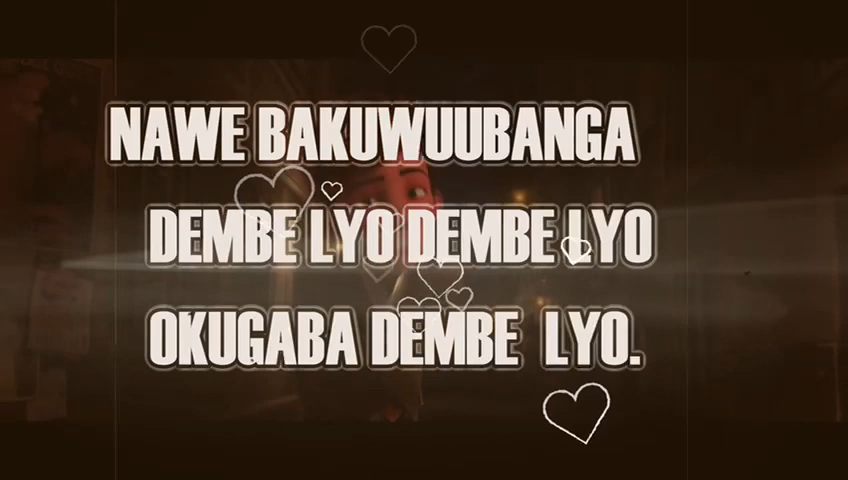 NAWE BAKUWUUBANGA
DEMBE LYO DEMBE LYO
OKUGABA DEMBE LYO.